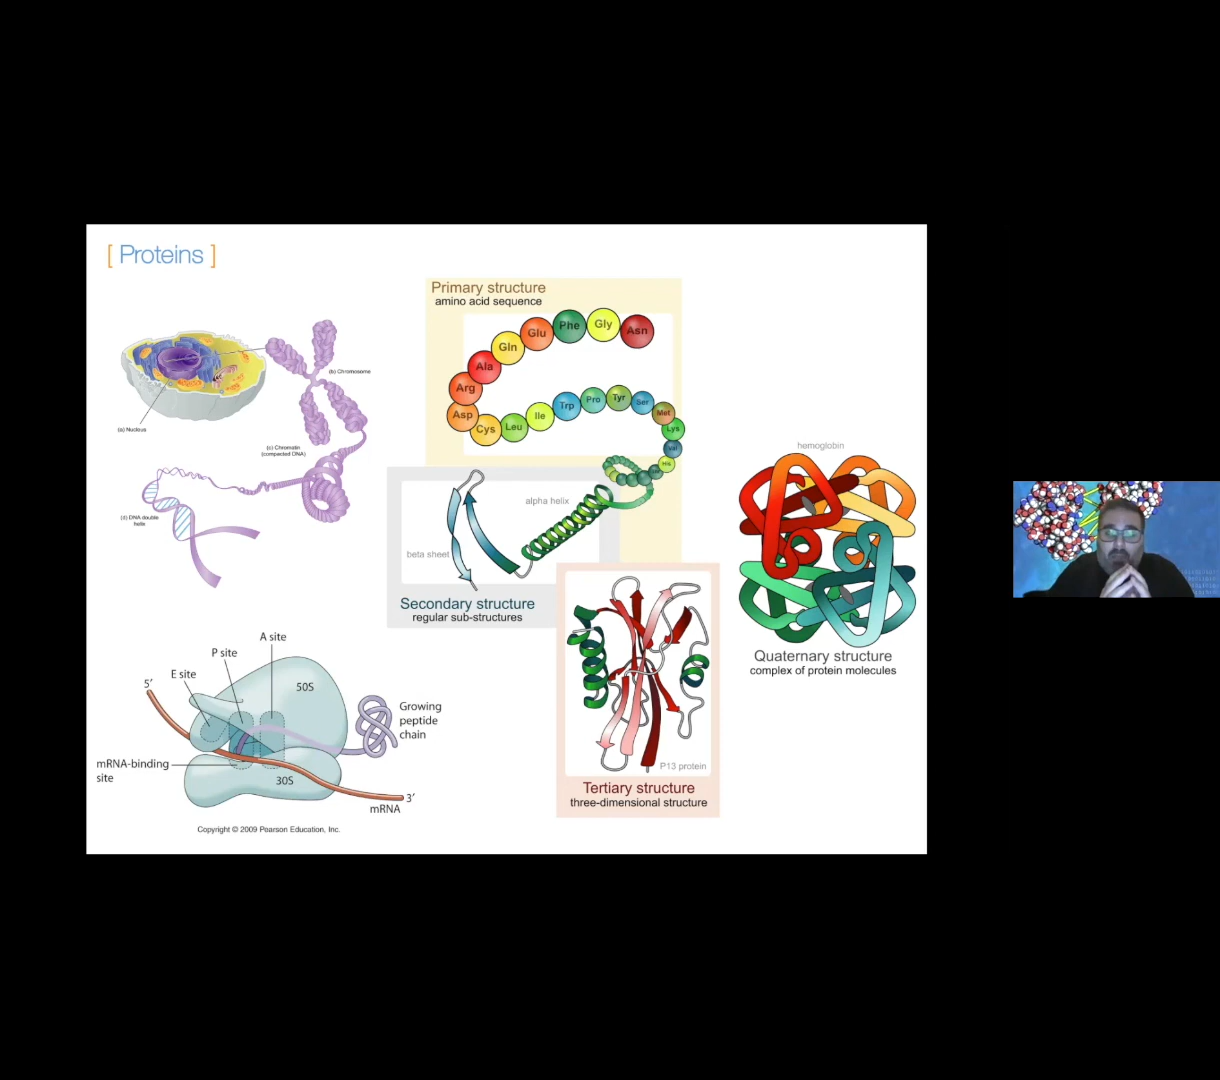 [ Proteins ]
(a) Nucleus
(b) Chromosome
(c) Chromatin
(compacted DNA)
(d) DNA double
helix
A site
P site
E site
5′
50S
Growing
peptide
chain
mRNA-binding
site
30S
3′
mRNA
Copyright © 2009 Pearson Education, Inc.
Primary structure
amino acid sequence
Asn
Gly
Phe
Glu
Gln
Ala
Arg
Asp
Cys
Leu
Ile
Trp
Pro
Tyr
Ser
Met
Lys
Val
His
alpha helix
beta sheet
Secondary structure
regular sub-structures
P13 protein
Tertiary structure
three-dimensional structure
hemoglobin
Quaternary structure
complex of protein molecules